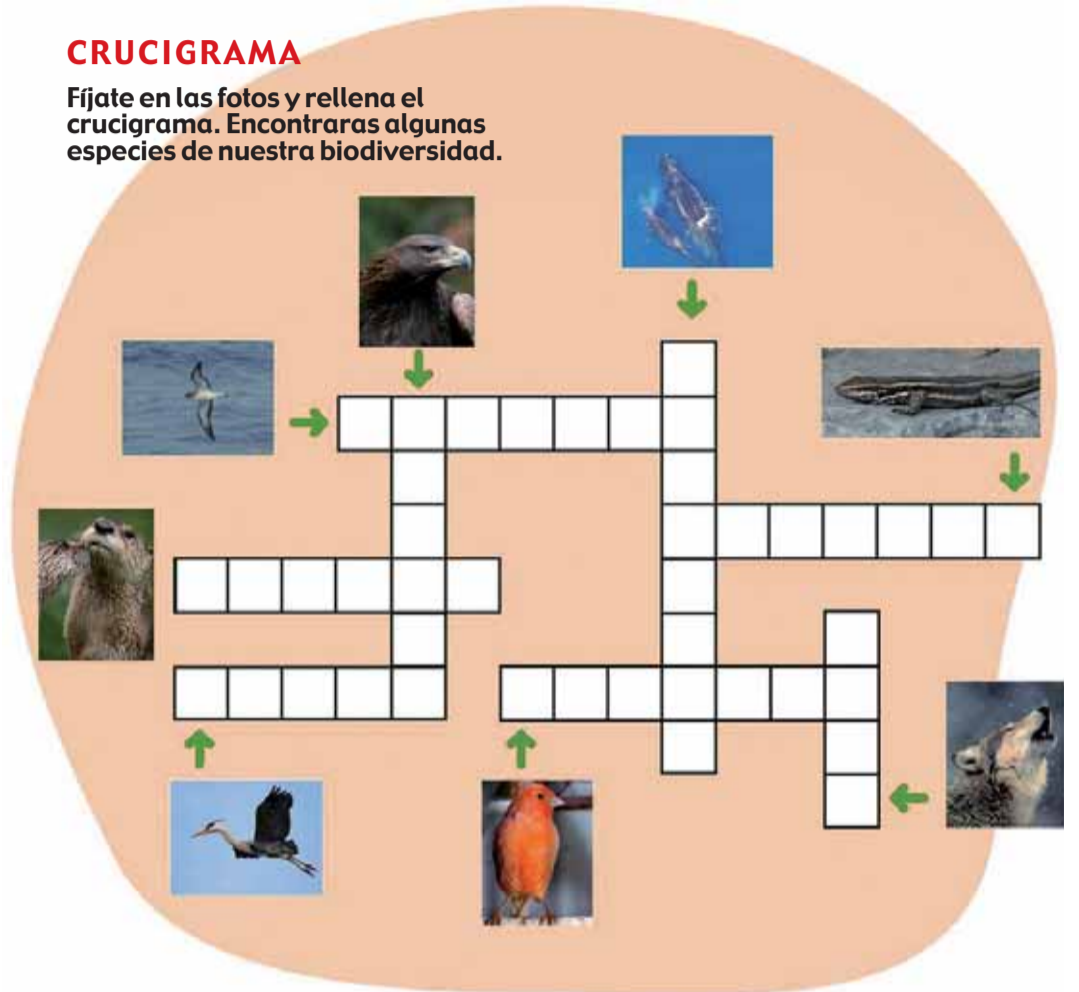 CRUCIGRAMA
Fíjate en las fotos y rellena el
crucigrama. Encontraras algunas
especies de nuestra biodiversidad.